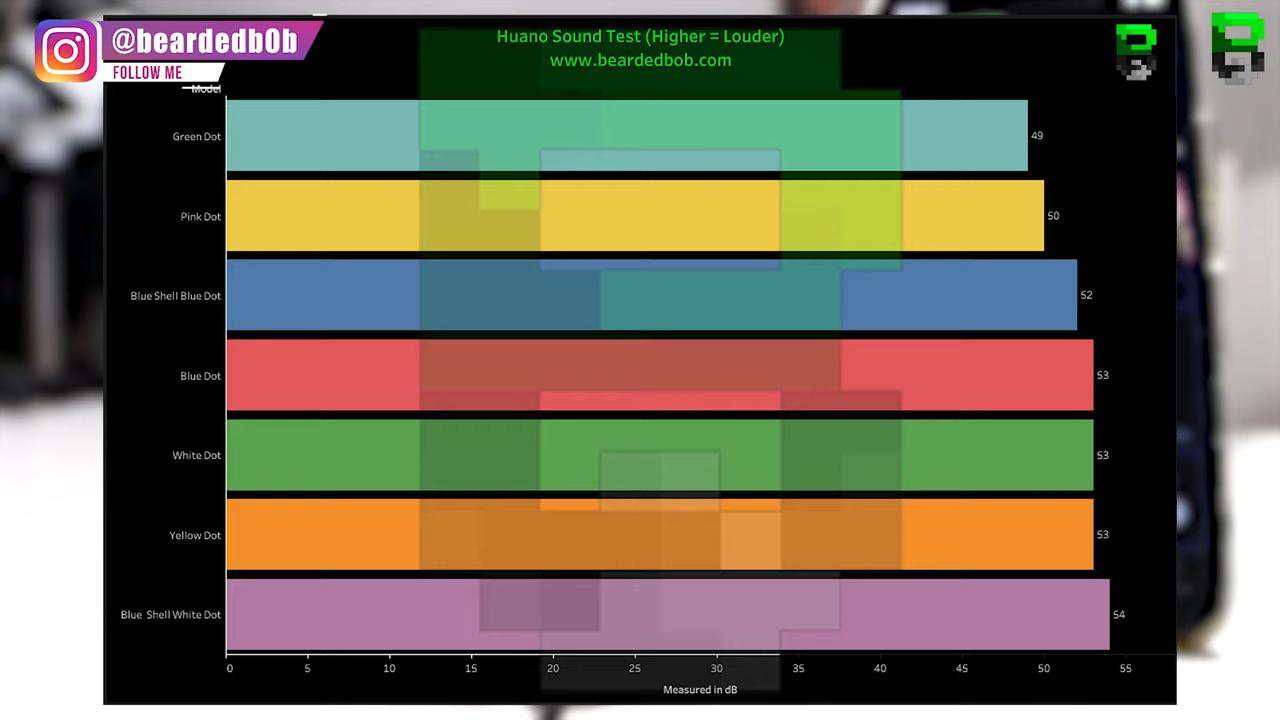 @beardedb0b
FOLLOW ME
Huano Sound Test (Higher = Louder)
www.beardedbob.com
Model
Green Dot
49
Pink Dot
50
Blue Shell Blue Dot
52
Blue Dot
53
White Dot
53
Yellow Dot
53
Blue Shell White Dot
54
0 5 10 15 20 25 30 35 40 45 50 55
Measured in dB